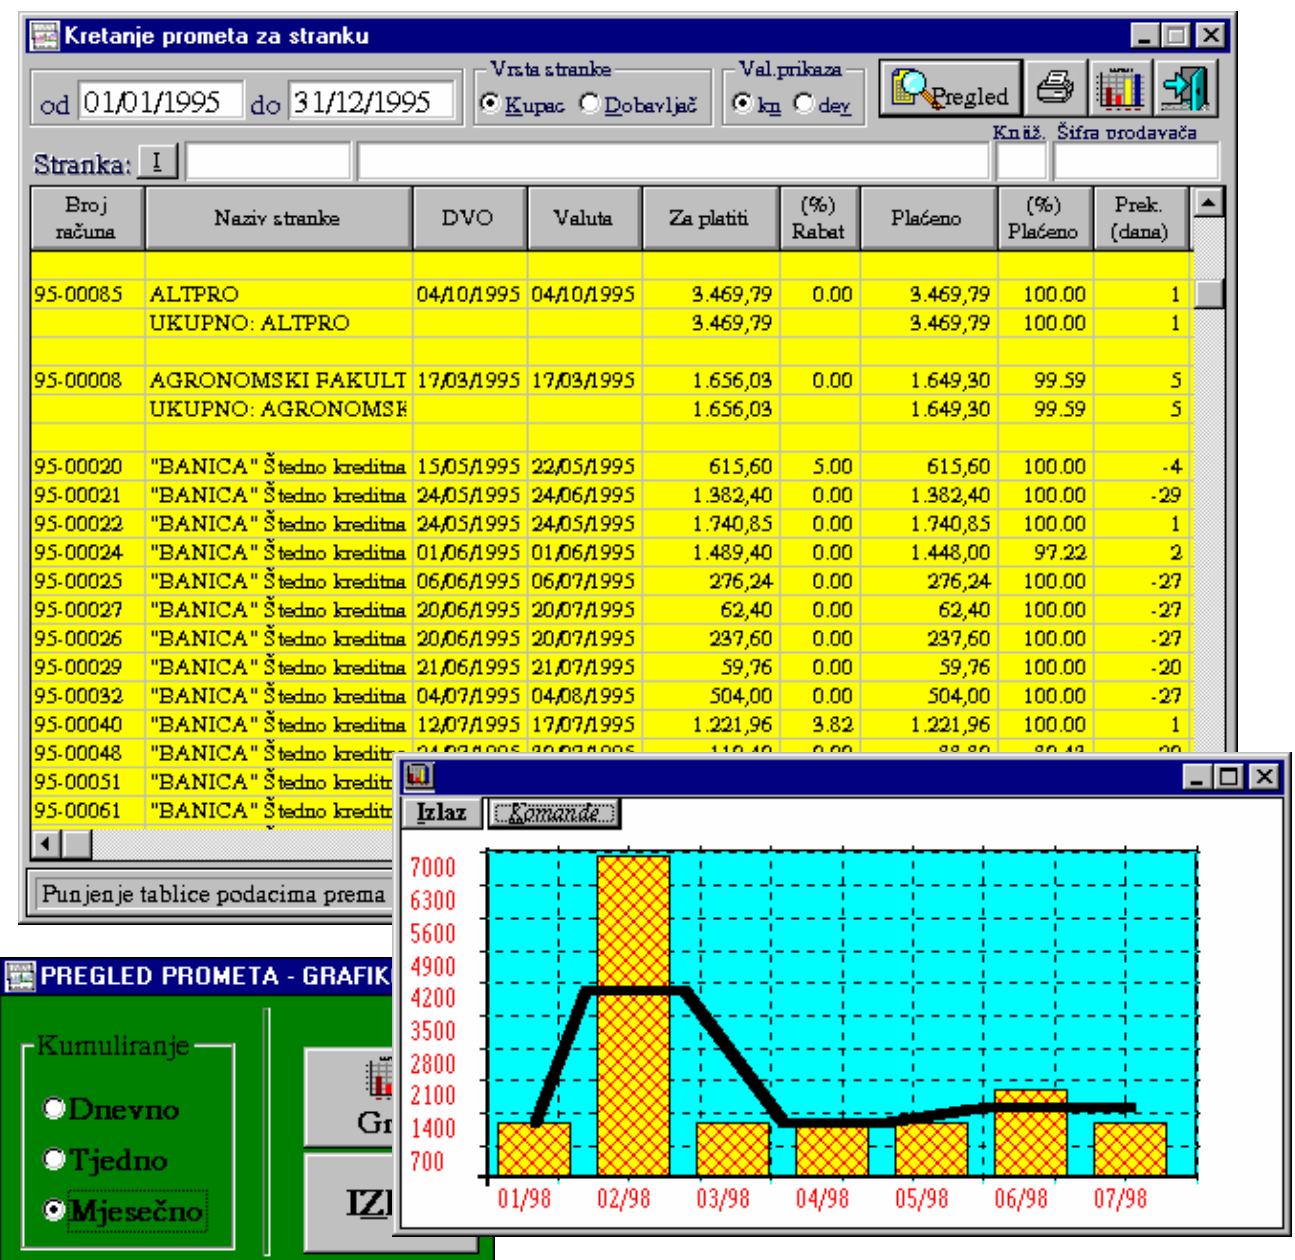 Kretanje prometa za stranku
od 01/01/1995 do 31/12/1995
Vrsta stranke
Kupac Dobavljač
Val.prikaza
kn dev
Pregled
Stranka: I
Knjiž. Šifra prodavača
Broj računa Naziv stranke DVO Valuta Za platiti (%) Rabat Plaćeno (%) Plaćeno Prek. (dana)
95-00085 ALTPRO 04/10/1995 04/10/1995 3.469,79 0.00 3.469,79 100.00 1
UKUPNO: ALTPRO 3.469,79 3.469,79 100.00 1
95-00008 AGRONOMSKI FAKULT 17/03/1995 17/03/1995 1.656,03 0.00 1.649,30 99.59 5
UKUPNO: AGRONOMSK 1.656,03 1.649,30 99.59 5
95-00020 "BANICA" Štedno kreditna 15/05/1995 22/05/1995 615,60 5.00 615,60 100.00 -4
95-00021 "BANICA" Štedno kreditna 24/05/1995 24/06/1995 1.382,40 0.00 1.382,40 100.00 -29
95-00022 "BANICA" Štedno kreditna 24/05/1995 24/05/1995 1.740,85 0.00 1.740,85 100.00 1
95-00024 "BANICA" Štedno kreditna 01/06/1995 01/06/1995 1.489,40 0.00 1.448,00 97.22 2
95-00025 "BANICA" Štedno kreditna 06/06/1995 06/07/1995 276,24 0.00 276,24 100.00 -27
95-00027 "BANICA" Štedno kreditna 20/06/1995 20/07/1995 62,40 0.00 62,40 100.00 -27
95-00026 "BANICA" Štedno kreditna 20/06/1995 20/07/1995 237,60 0.00 237,60 100.00 -27
95-00029 "BANICA" Štedno kreditna 21/06/1995 21/07/1995 59,76 0.00 59,76 100.00 -20
95-00032 "BANICA" Štedno kreditna 04/07/1995 04/08/1995 504,00 0.00 504,00 100.00 -27
95-00040 "BANICA" Štedno kreditna 12/07/1995 17/07/1995 1.221,96 3.82 1.221,96 100.00 1
95-00048 "BANICA" Štedno
95-00051 "BANICA" Štedno
95-00061 "BANICA" Štedno
Punjenje tablice podacima prema
Izlaz Komande
7000
6300
5600
4900
4200
3500
2800
2100
1400
700
01/98 02/98 03/98 04/98 05/98 06/98 07/98
PREGLED PROMETA - GRAFIK
Kumuliranje
Dnevno
Tjedno
Mjesečno
Gr
IZ